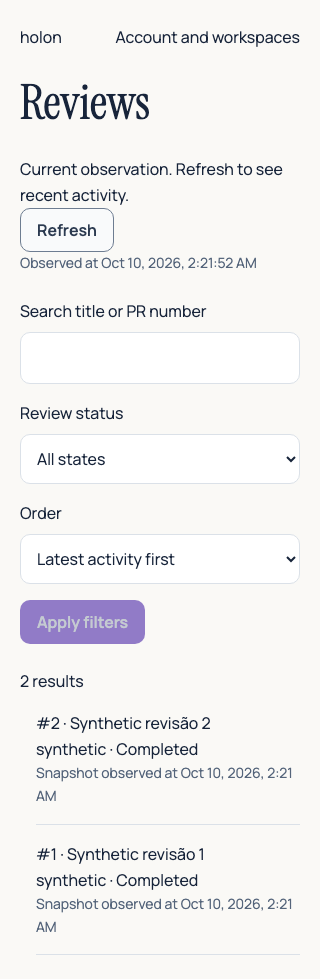 holon
Account and workspaces
Reviews
Current observation. Refresh to see
recent activity.
Refresh
Observed at Oct 10, 2026, 2:21:52 AM
Search title or PR number
Review status
All states
Order
Latest activity first
Apply filters
2 results
#2 · Synthetic revisão 2
synthetic · Completed
Snapshot observed at Oct 10, 2026, 2:21
AM
#1 · Synthetic revisão 1
synthetic · Completed
Snapshot observed at Oct 10, 2026, 2:21
AM